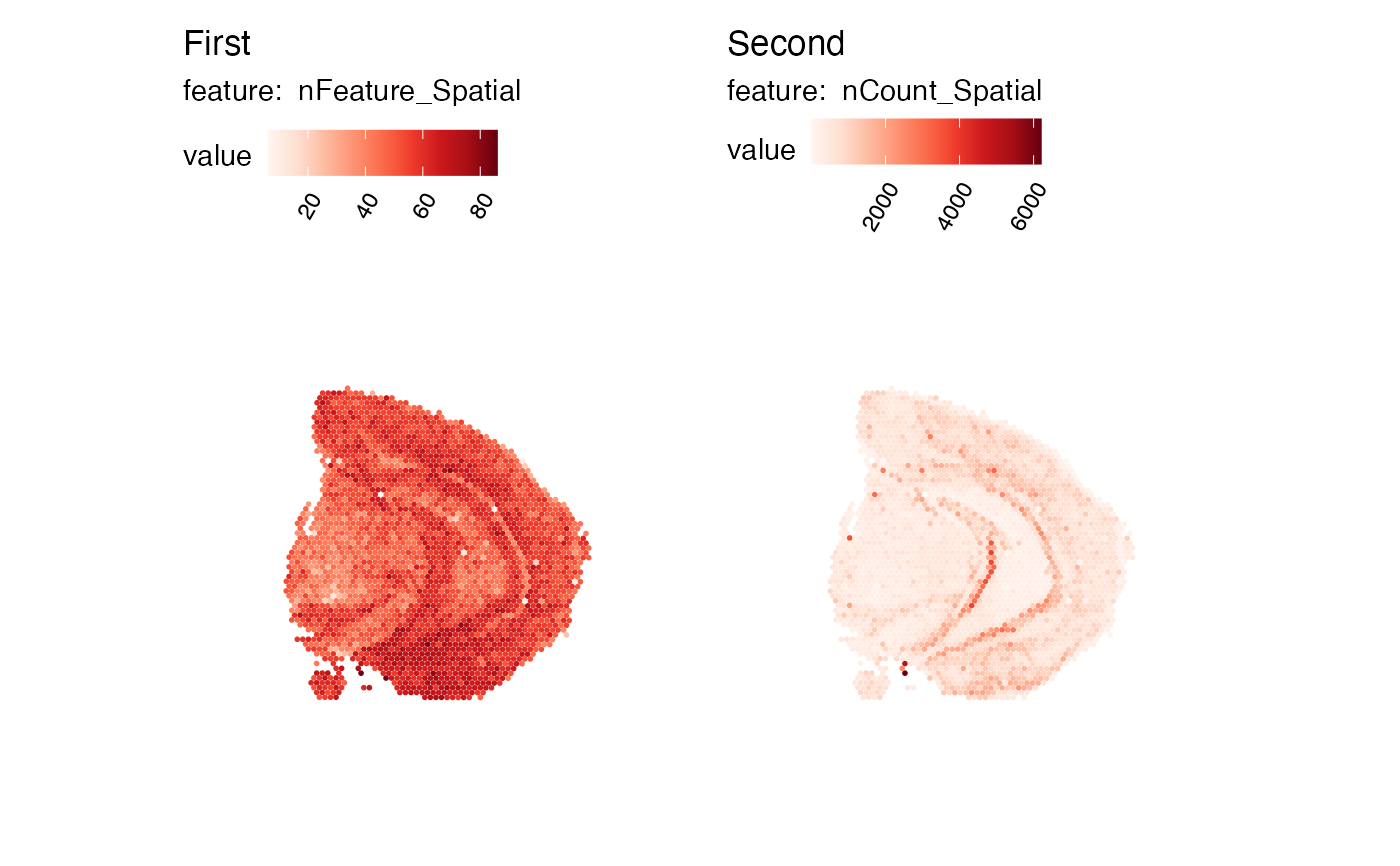 First
feature: nFeature_Spatial
value
20 40 60 80
Second
feature: nCount_Spatial
value
2000 4000 6000